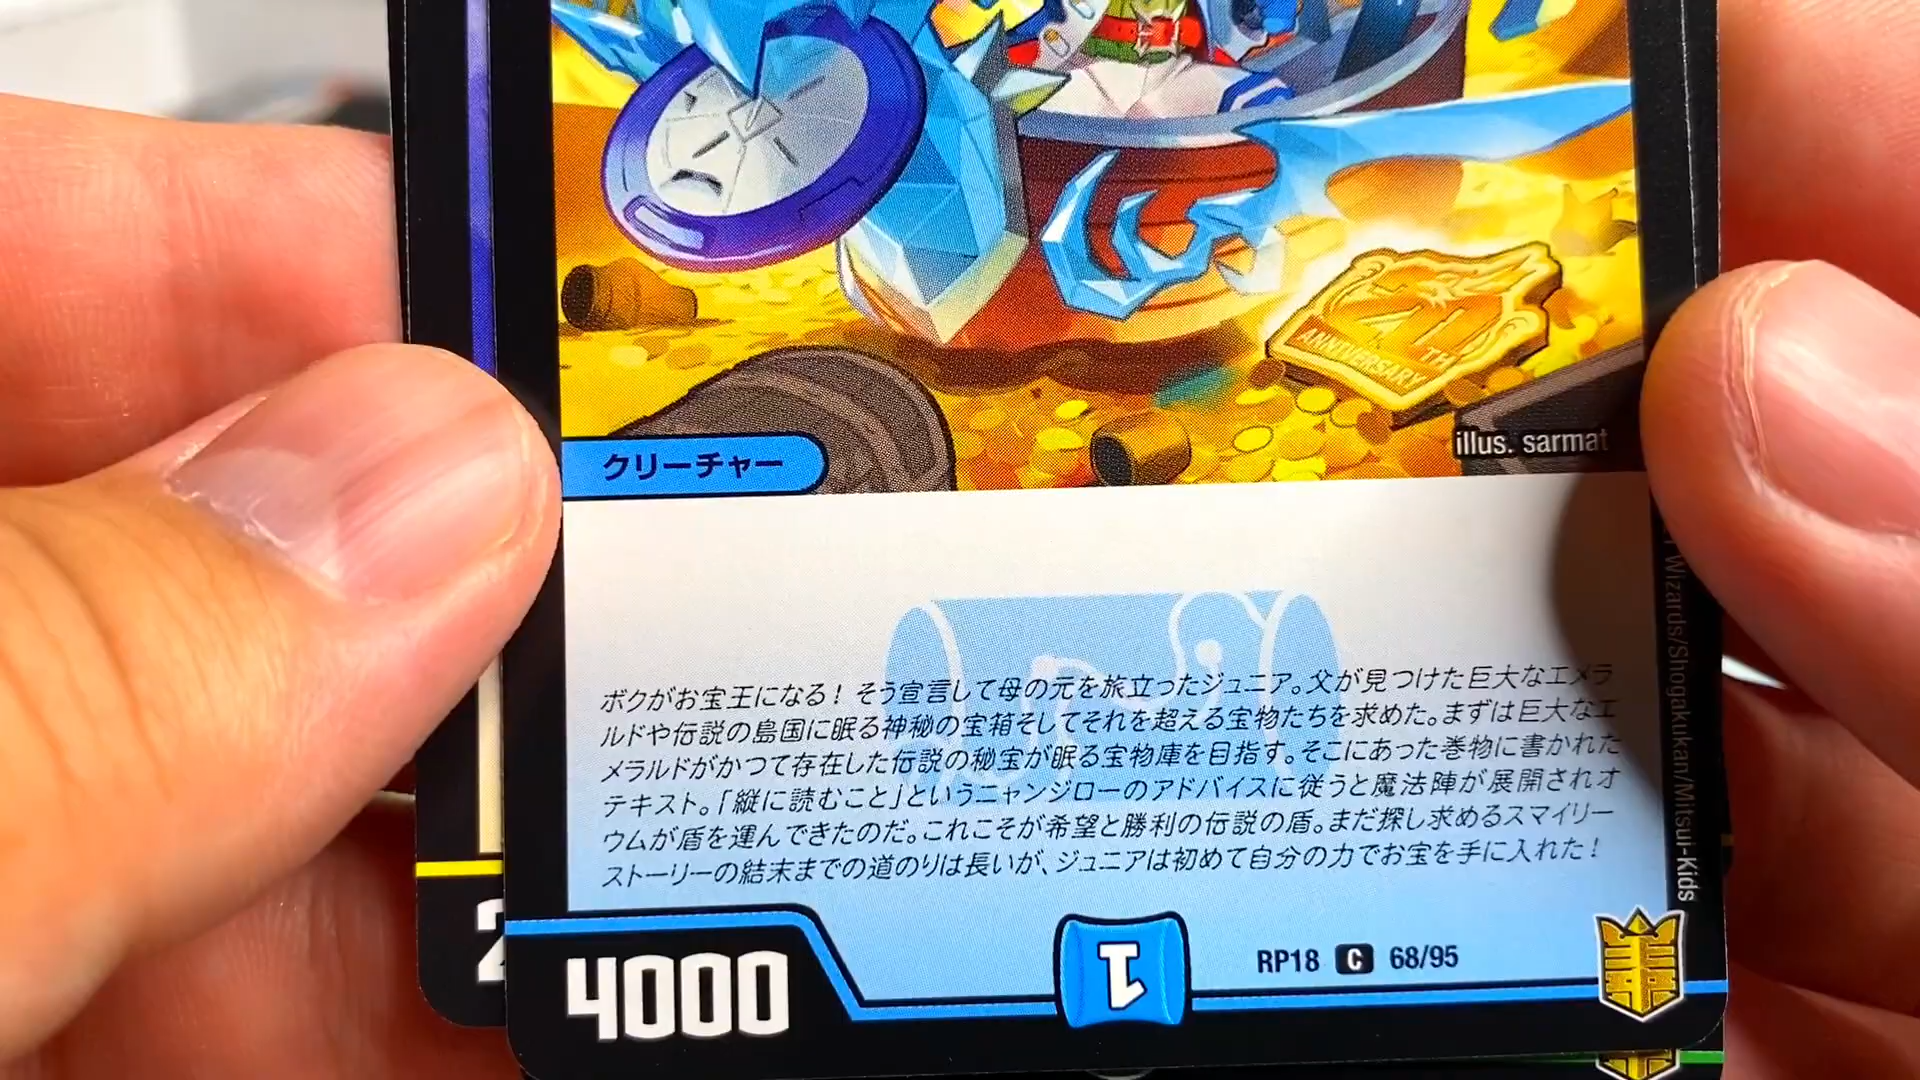 TH
ANNIVERSARY
illus. sarmat
クリーチャー
ボクがお宝王になる!そう宣言して母の元を旅立ったジュニア。父が見つけた巨大なエメラ
ルドや伝説の島国に眠る神秘の宝箱そしてそれを超える宝物たちを求めた。まずは巨大なエ
メラルドがかつて存在した伝説の秘宝が眠る宝物庫を目指す。そこにあった巻物に書かれた
テキスト。「縦に読むこと」というニャンジローのアドバイスに従うと魔法陣が展開されオ
ウムが盾を運んできたのだ。これこそが希望と勝利の伝説の盾。まだ探し求めるスマイリー
ストーリーの結末までの道のりは長いが、ジュニアは初めて自分の力でお宝を手に入れた!
Wizards/Shogakukan/Mitsui-Kids
4000
1
RP18 C 68/95
2